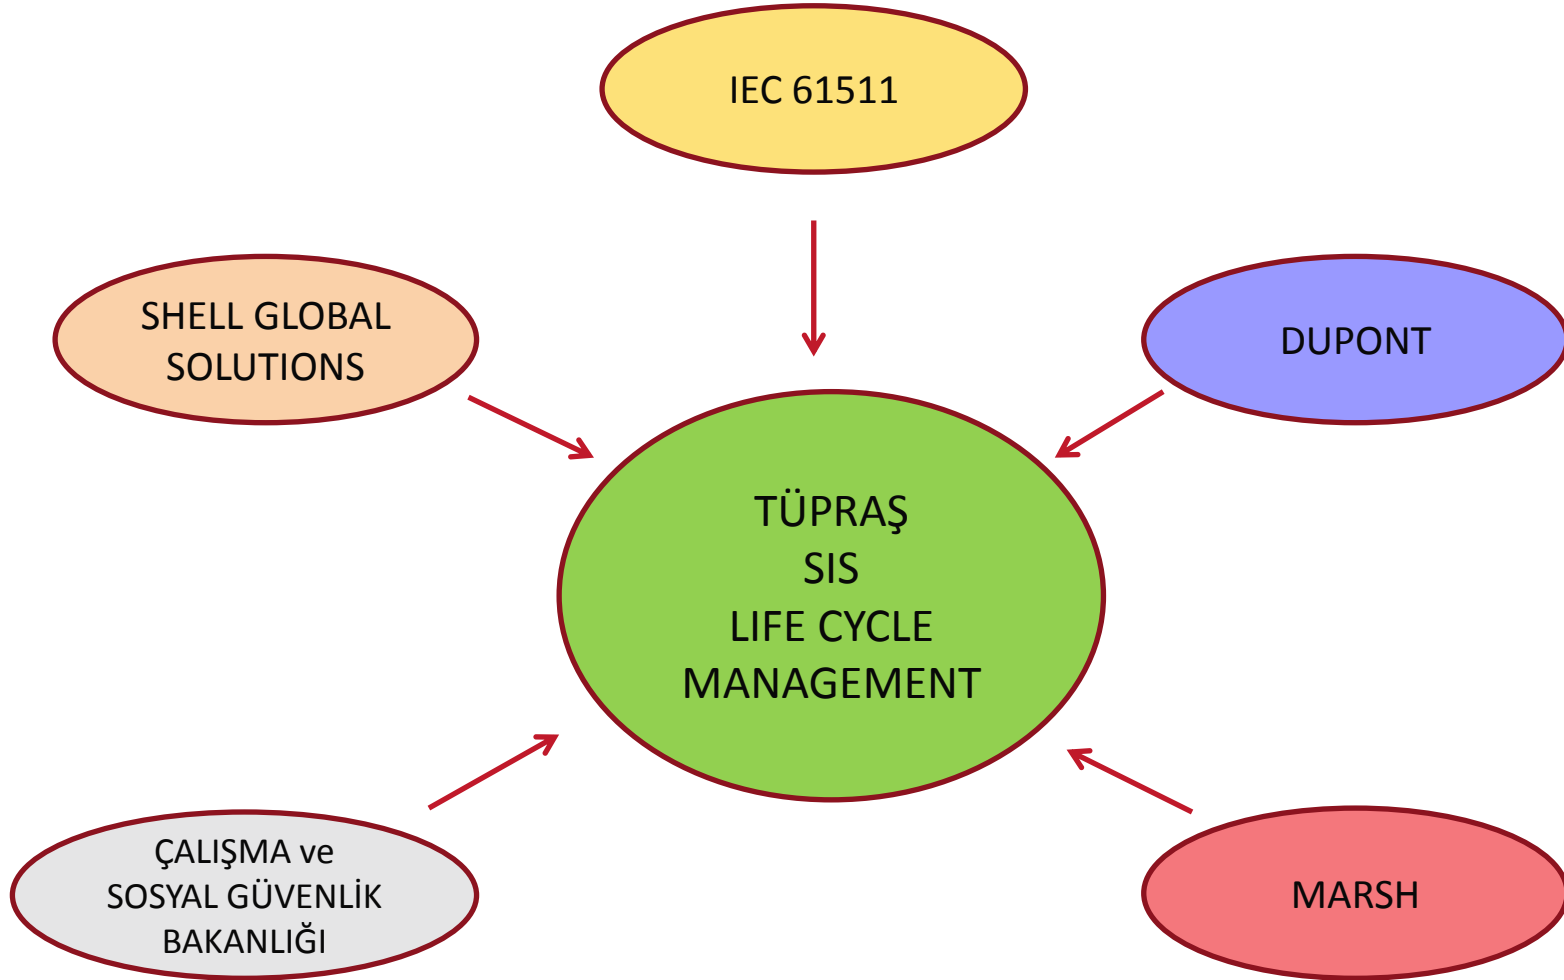 IEC 61511
SHELL GLOBAL
SOLUTIONS
DUPONT
TÜPRAŞ
SIS
LIFE CYCLE
MANAGEMENT
ÇALIŞMA ve
SOSYAL GÜVENLİK
BAKANLIĞI
MARSH